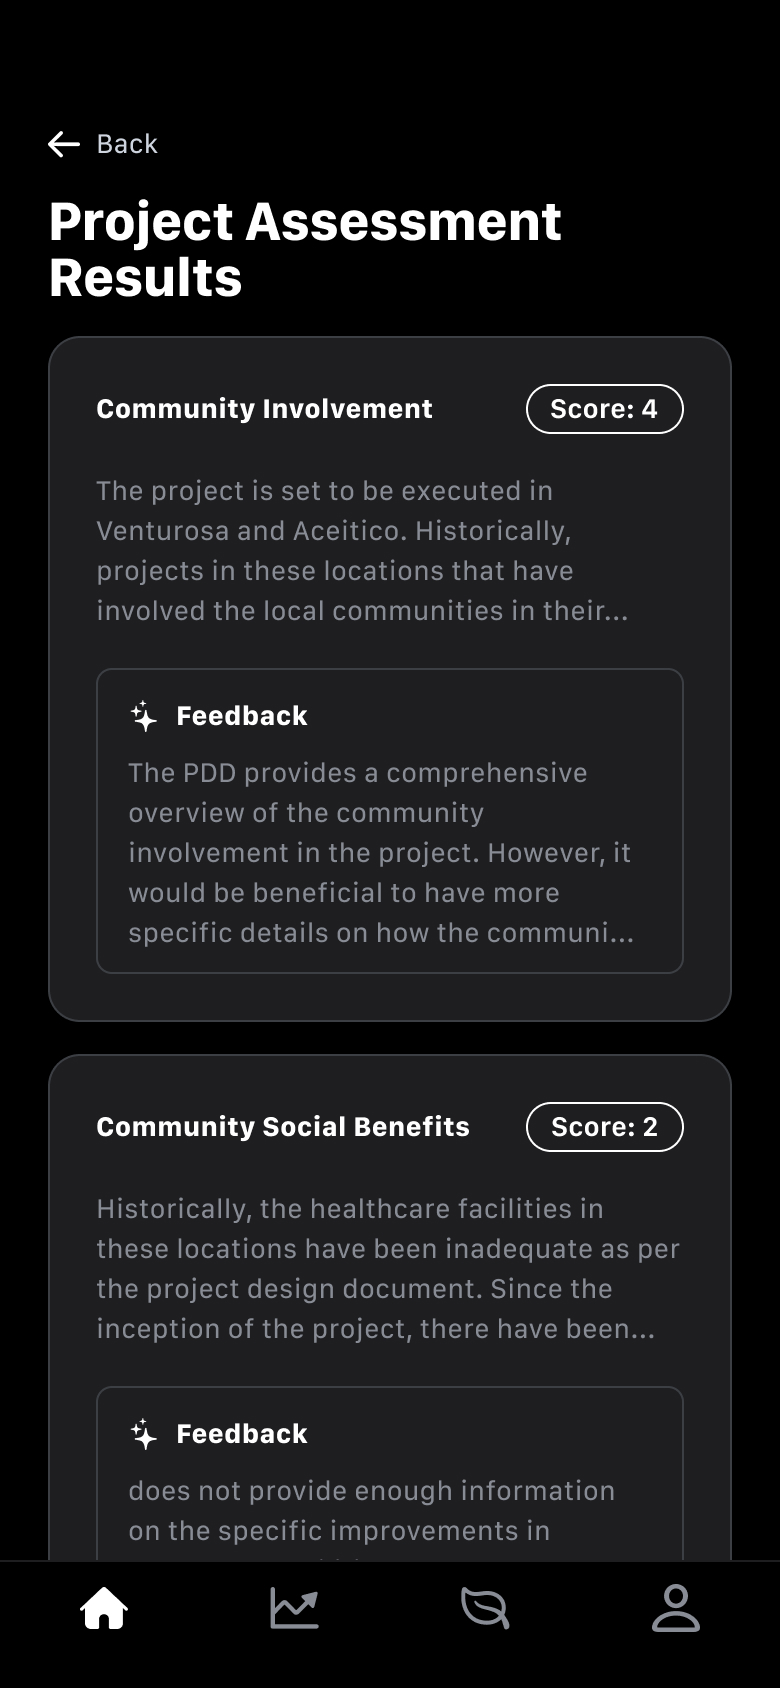 Back
Project Assessment
Results
Community Involvement
Score: 4
The project is set to be executed in
Venturosa and Aceitico. Historically,
projects in these locations that have
involved the local communities in their...
Feedback
The PDD provides a comprehensive
overview of the community
involvement in the project. However, it
would be beneficial to have more
specific details on how the communi...
Community Social Benefits
Score: 2
Historically, the healthcare facilities in
these locations have been inadequate as per
the project design document. Since the
inception of the project, there have been...
Feedback
does not provide enough information
on the specific improvements in